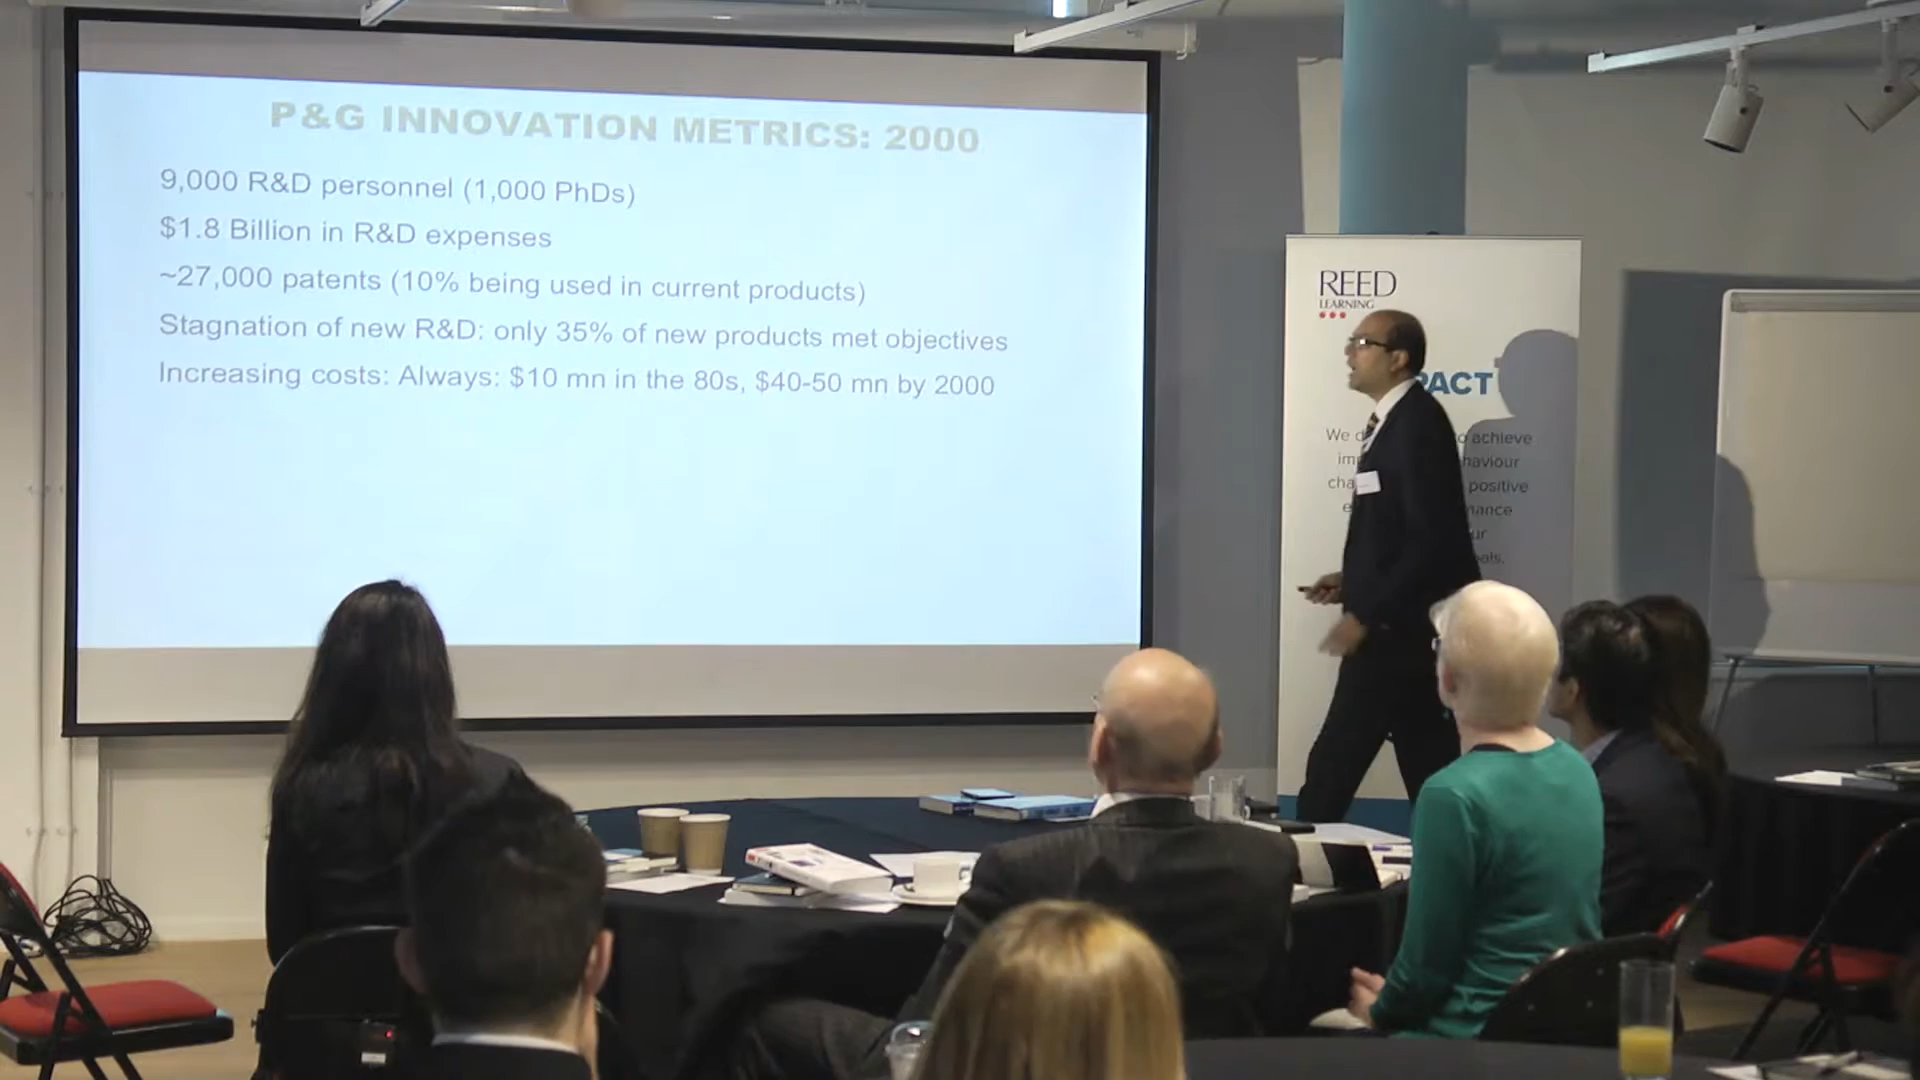 P&G INNOVATION METRICS: 2000
9,000 R&D personnel (1,000 PhDs)
$1.8 Billion in R&D expenses
~27,000 patents (10% being used in current products)
Stagnation of new R&D: only 35% of new products met objectives
Increasing costs: Always: $10 mn in the 80s, $40-50 mn by 2000
REED
LEARNING
PACT
We achieve
haviour
positive